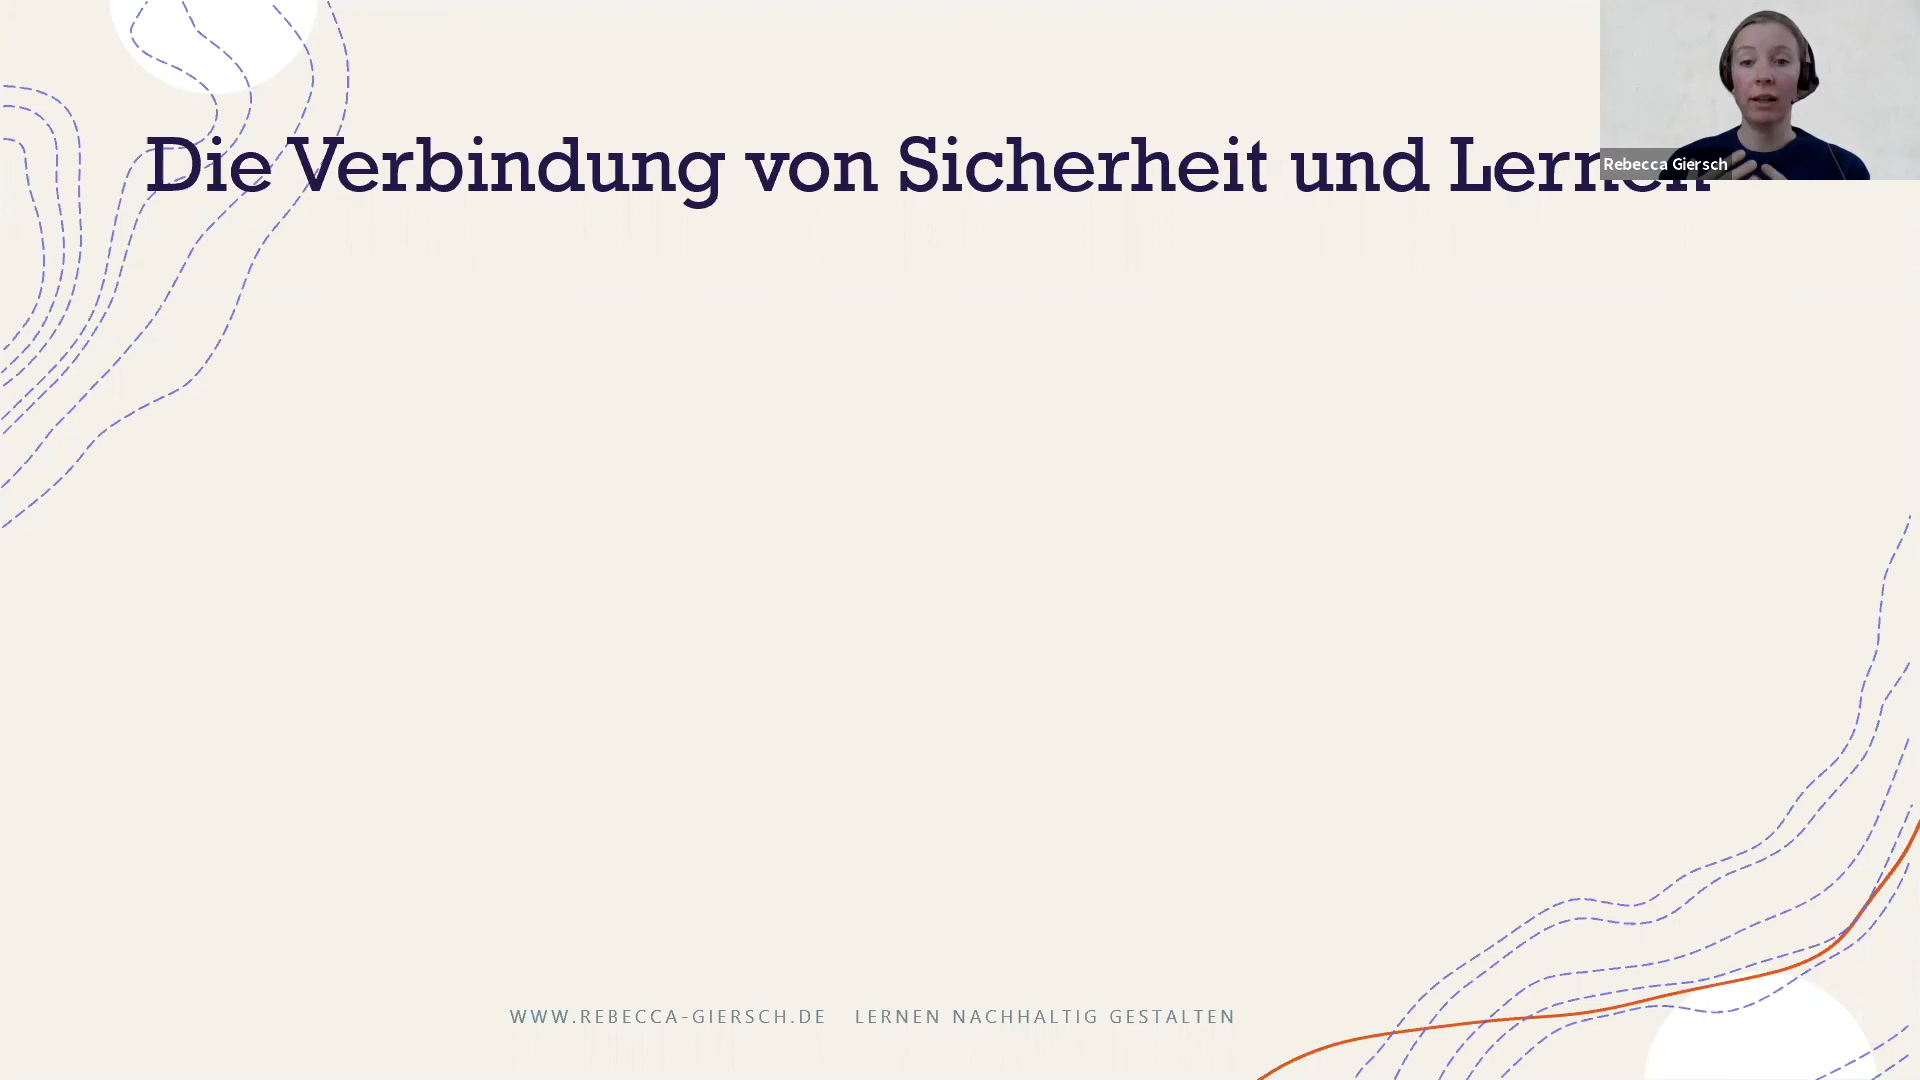 Die Verbindung von Sicherheit und Lernen
Rebecca Giersch
WWW.REBECCA-GIERSCH.DE LERNEN NACHHALTIG GESTALTEN